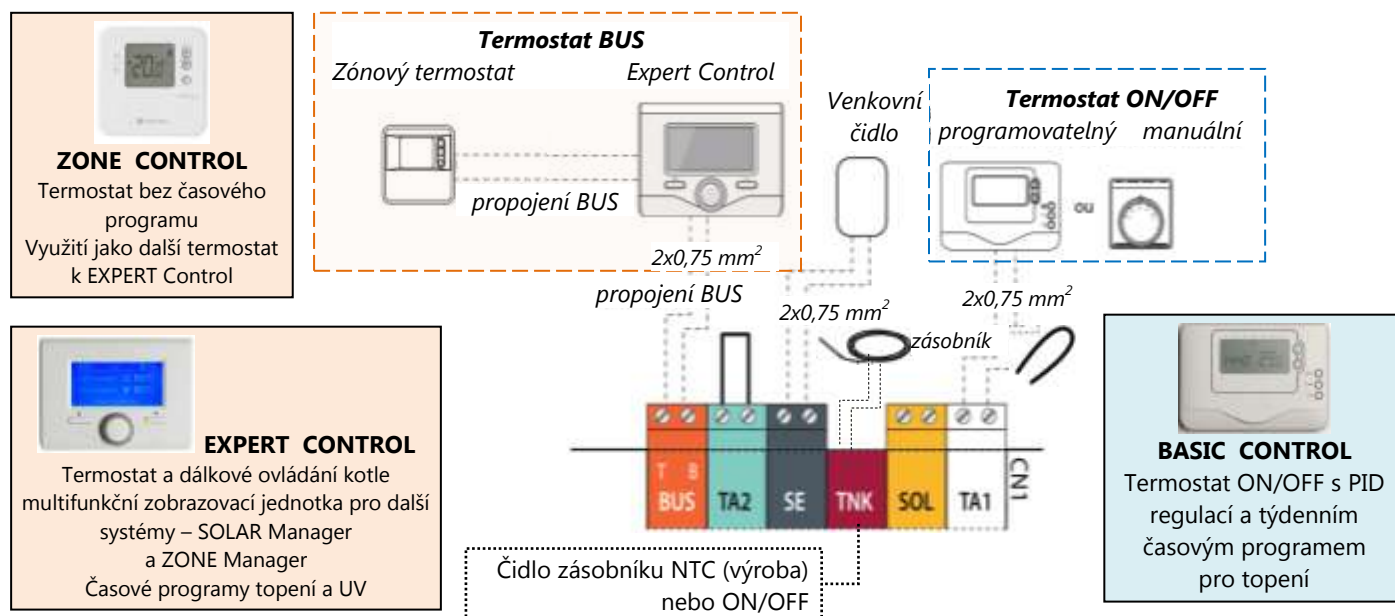 ZONE CONTROL
Termostat bez časového
programu
Využití jako další termostat
k EXPERT Control
Termostat BUS
Zónový termostat
Expert Control
propojení BUS
2x0,75 mm²
propojení BUS
Venkovní
čidlo
2x0,75 mm²
Termostat ON/OFF
programovatelný
manuální
ou
2x0,75 mm²
zásobník
EXPERT CONTROL
Termostat a dálkové ovládání kotle
multifunkční zobrazovací jednotka pro další
systémy – SOLAR Manager
a ZONE Manager
Časové programy topení a UV
T B
BUS
TA2
SE
TNK
SOL
TA1
CN1
Čidlo zásobníku NTC (výroba)
nebo ON/OFF
BASIC CONTROL
Termostat ON/OFF s PID
regulací a týdenním
časovým programem
pro topení